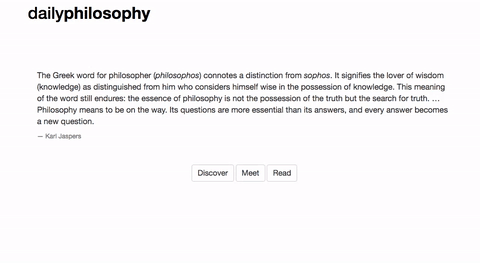 dailyphilosophy
The Greek word for philosopher (philosophos) connotes a distinction from sophos. It signifies the lover of wisdom
(knowledge) as distinguished from him who considers himself wise in the possession of knowledge. This meaning
of the word still endures: the essence of philosophy is not the possession of the truth but the search for truth. …
Philosophy means to be on the way. Its questions are more essential than its answers, and every answer becomes
a new question.
— Karl Jaspers
Discover Meet Read